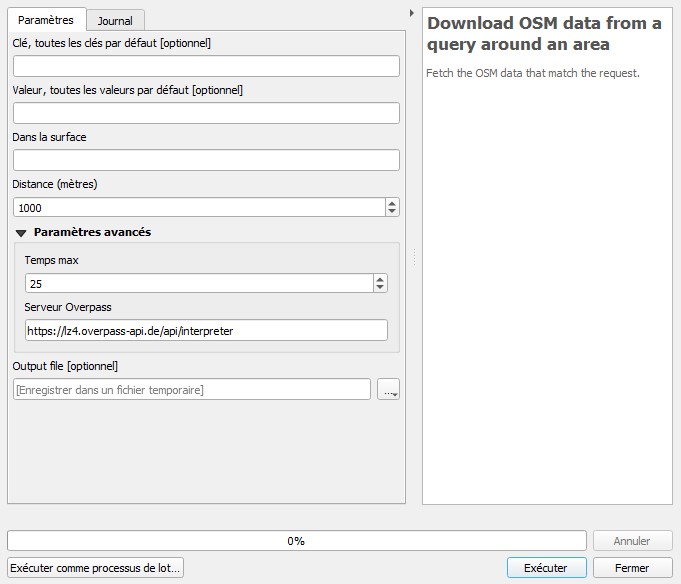 Paramètres
Journal
Clé, toutes les clés par défaut [optionnel]
Valeur, toutes les valeurs par défaut [optionnel]
Dans la surface
Distance (mètres)
1000
Paramètres avancés
Temps max
25
Serveur Overpass
https://lz4.overpass-api.de/api/interpreter
Output file [optionnel]
[Enregistrer dans un fichier temporaire]
...
Download OSM data from a
query around an area
Fetch the OSM data that match the request.
0%
Annuler
Exécuter comme processus de lot...
Exécuter
Fermer